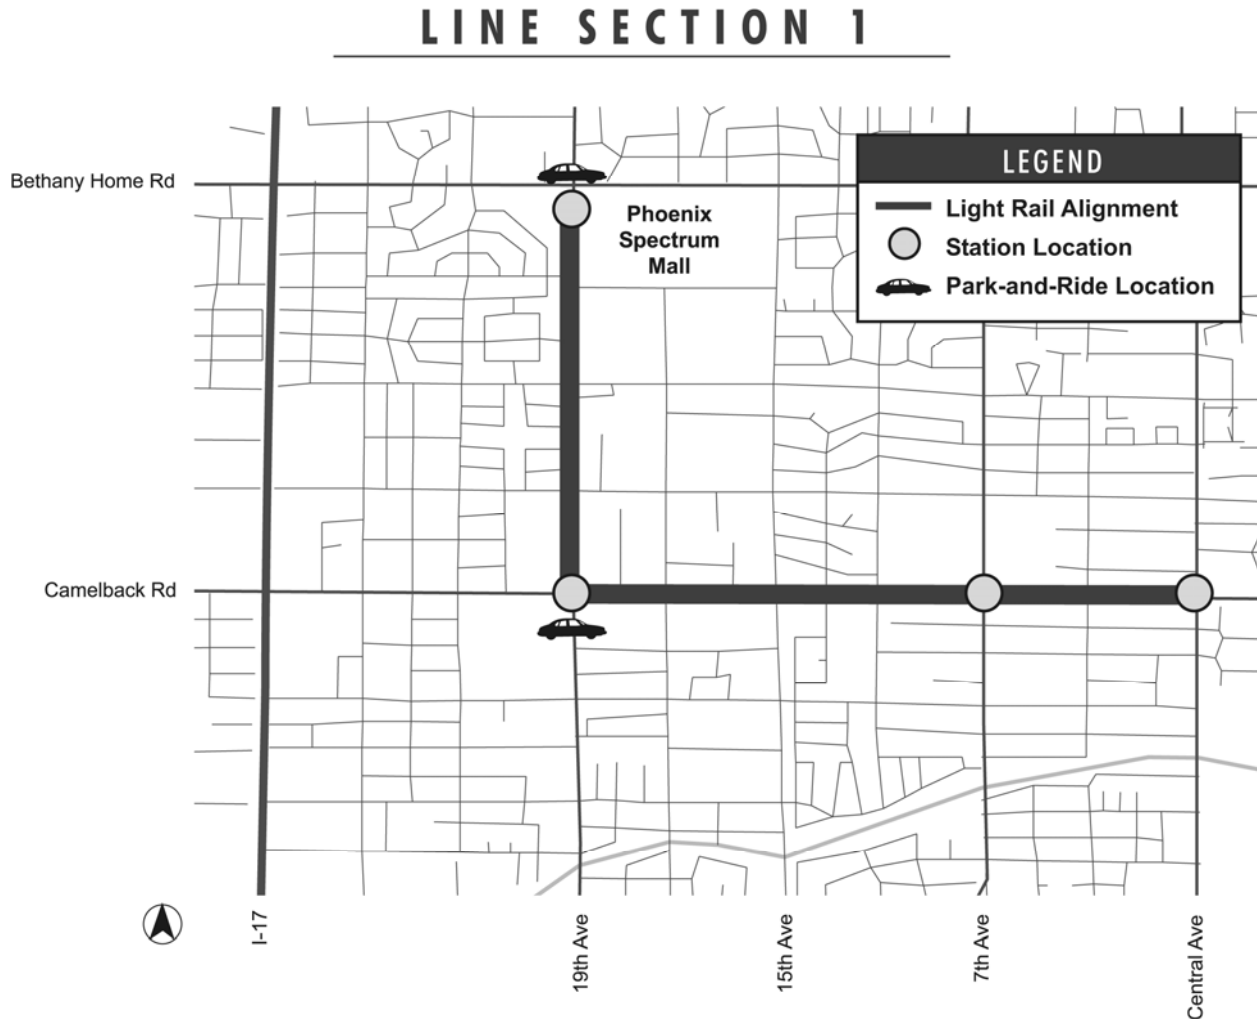 LINE SECTION 1
LEGEND
Light Rail Alignment
Station Location
Park-and-Ride Location
Bethany Home Rd
Phoenix
Spectrum
Mall
Camelback Rd
I-17
19th Ave
15th Ave
7th Ave
Central Ave